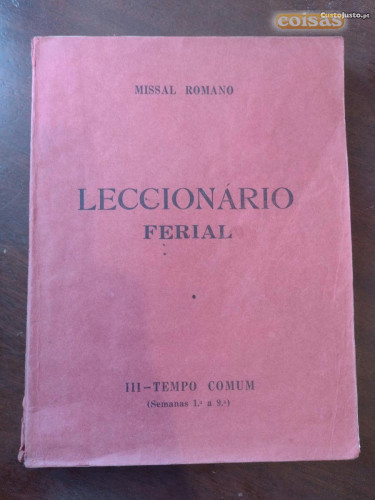 coisas
CustoJusto.pt
MISSAL ROMANO
LECCIONÁRIO
FERIAL
III—TEMPO COMUM
(Semanas 1.ª a 9.ª)